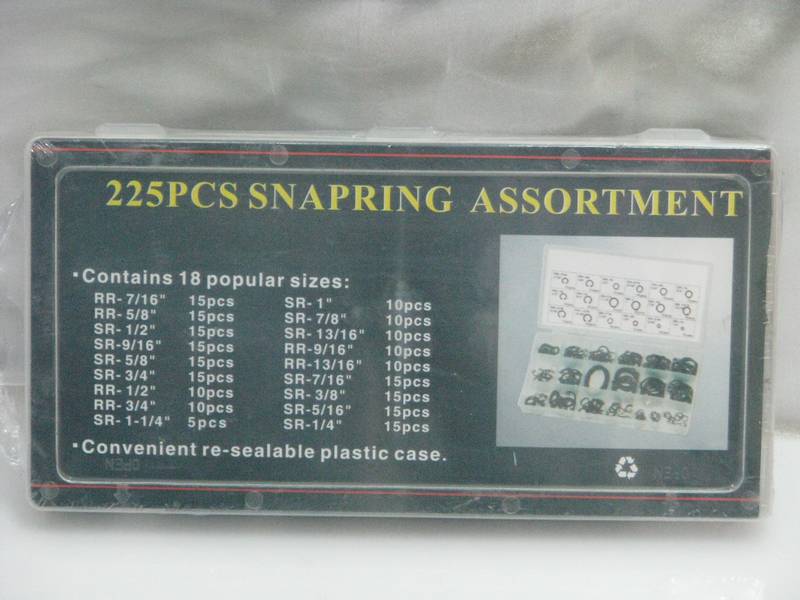 225PCS SNAPRING ASSORTMENT
▪Contains 18 popular sizes:
RR- 7/16" 15pcs
RR- 5/8" 15pcs
SR- 1/2" 15pcs
SR-9/16" 15pcs
SR- 5/8" 15pcs
SR- 3/4" 15pcs
RR- 1/2" 10pcs
RR- 3/4" 10pcs
SR- 1-1/4" 5pcs
SR- 1" 10pcs
SR- 7/8" 10pcs
SR- 13/16" 10pcs
RR-9/16" 10pcs
RR-13/16" 10pcs
SR-7/16" 15pcs
SR- 3/8" 15pcs
SR-5/16" 15pcs
SR-1/4" 15pcs
▪Convenient re-sealable plastic case.
OPEN
OPEN